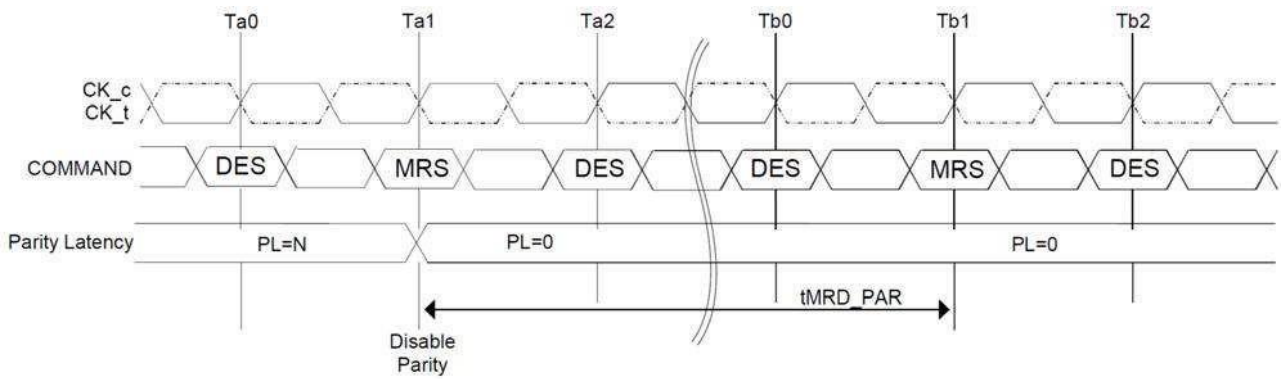 Ta0 Ta1 Ta2 Tb0 Tb1 Tb2
CK_c
CK_t
COMMAND DES MRS DES DES MRS DES
Parity Latency PL=N PL=0 PL=0
tMRD_PAR
Disable
Parity